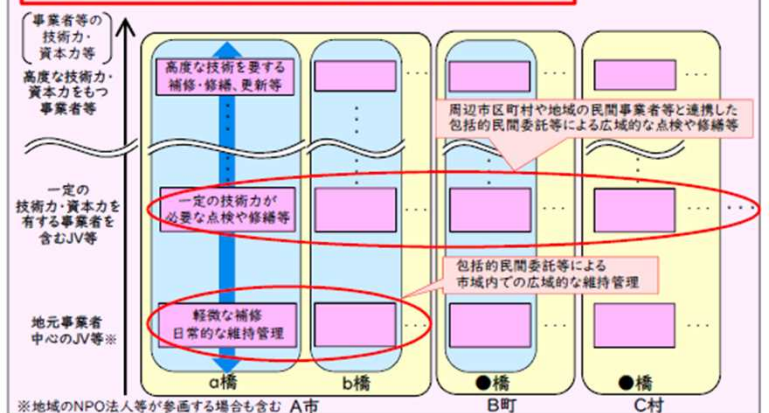 事業者等の
技術力・
資本力等
高度な技術力・
資本力をもつ
事業者等
高度な技術を要する
補修・修繕、更新等
周辺市区町村や地域の民間事業者等と連携した
包括的民間委託等による広域的な点検や修繕等
一定の
技術力・資本力を
有する事業者を
含むJV等
一定の技術力が
必要な点検や修繕等
包括的民間委託等による
市域内での広域的な維持管理
地元事業者
中心のJV等※
軽微な補修
日常的な維持管理
a橋
b橋
●橋
●橋
※地域のNPO法人等が参画する場合も含む
A市
B町
C村